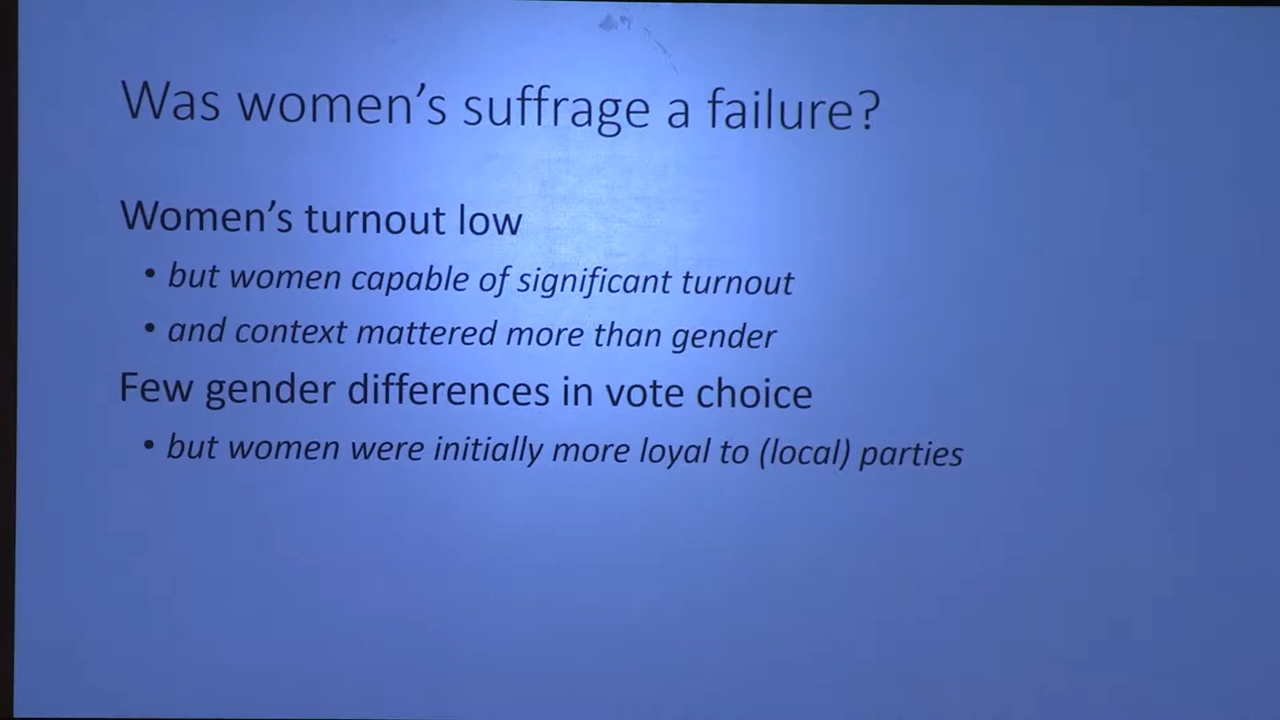 Was women's suffrage a failure?
Women's turnout low
• but women capable of significant turnout
• and context mattered more than gender
Few gender differences in vote choice
• but women were initially more loyal to (local) parties